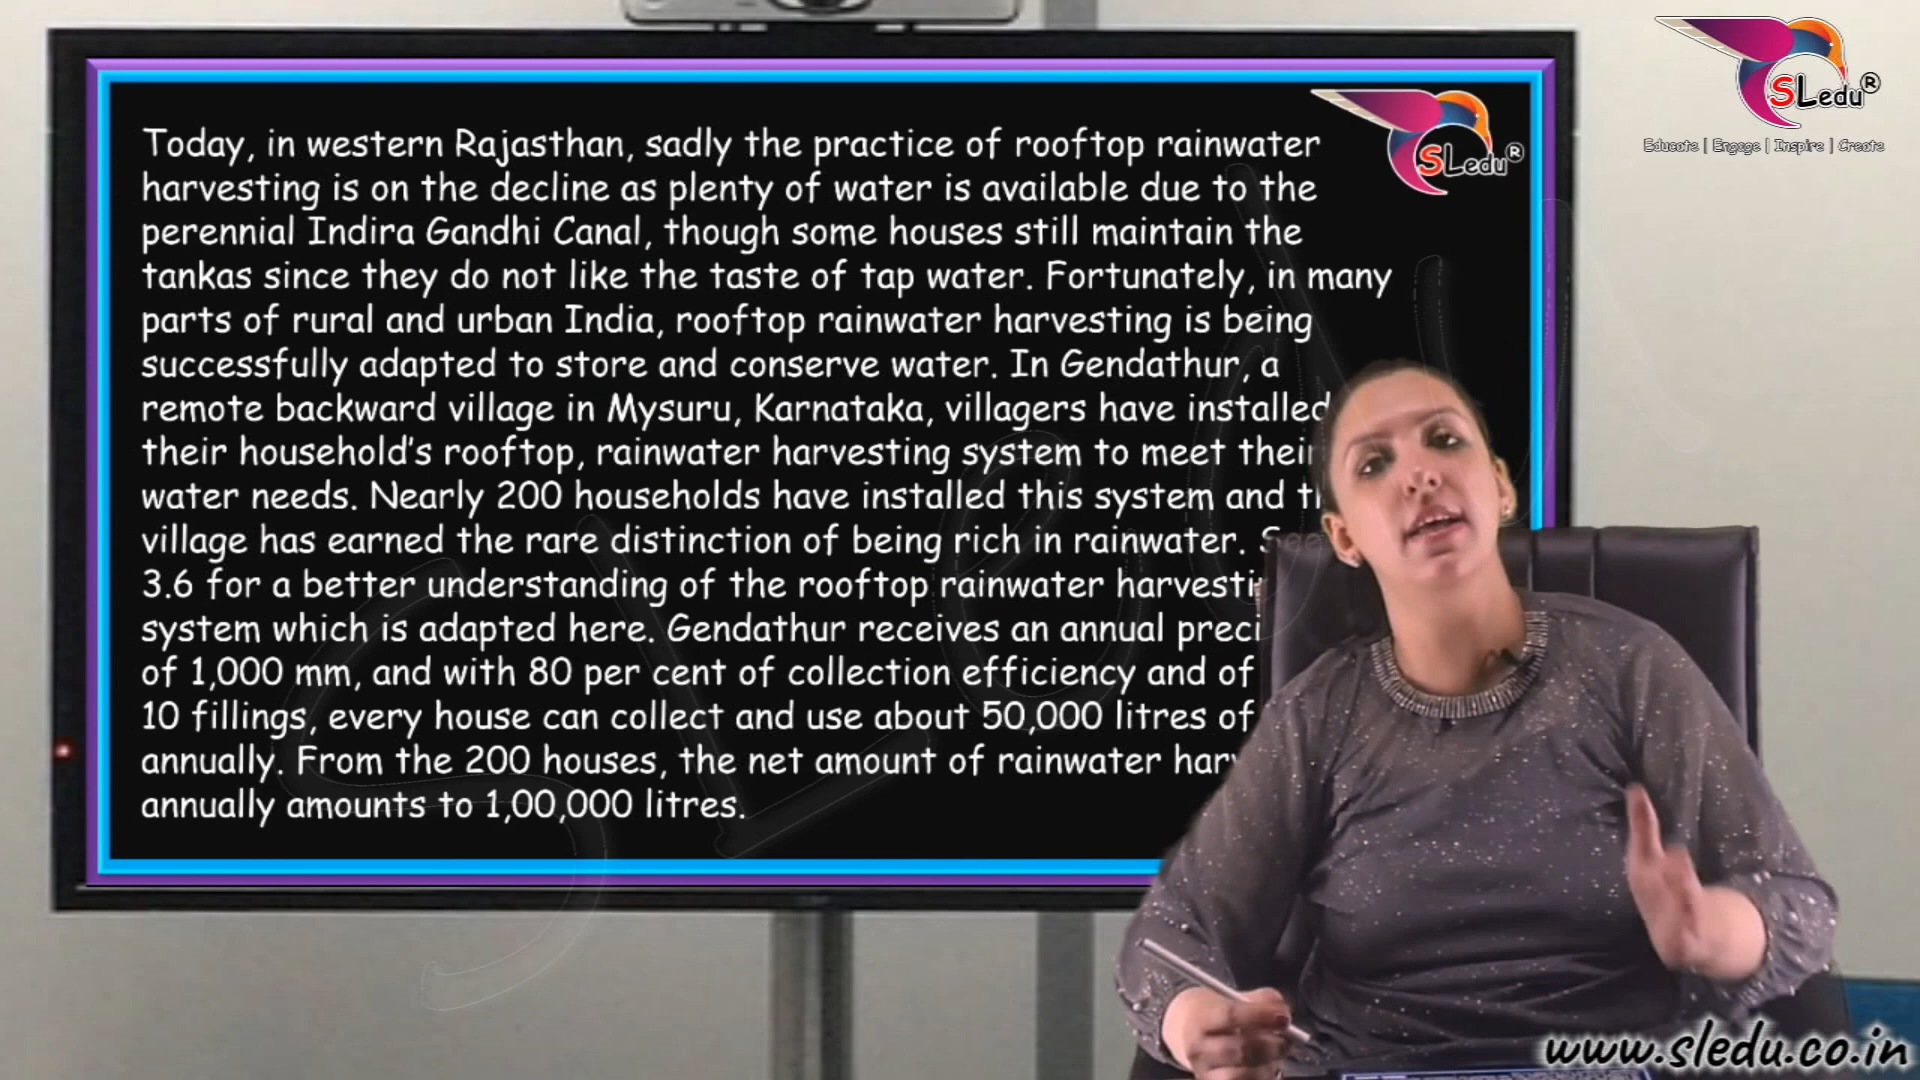 Today, in western Rajasthan, sadly the practice of rooftop rainwater
harvesting is on the decline as plenty of water is available due to the
perennial Indira Gandhi Canal, though some houses still maintain the
tankas since they do not like the taste of tap water. Fortunately, in many
parts of rural and urban India, rooftop rainwater harvesting is being
successfully adapted to store and conserve water. In Gendathur, a
remote backward village in Mysuru, Karnataka, villagers have installed
their household's rooftop, rainwater harvesting system to meet their
water needs. Nearly 200 households have installed this system and
village has earned the rare distinction of being rich in rainwater. See
3.6 for a better understanding of the rooftop rainwater
system which is adapted here. Gendathur receives an annual
of 1,000 mm, and with 80 per cent of collection efficiency and of
10 fillings, every house can collect and use about 50,000 litres of
annually. From the 200 houses, the net amount of rainwater
annually amounts to 1,00,000 litres.
SLedu®
SLedu®
Educate | Engage | Inspire | Create
SLedu
www.sledu.co.in